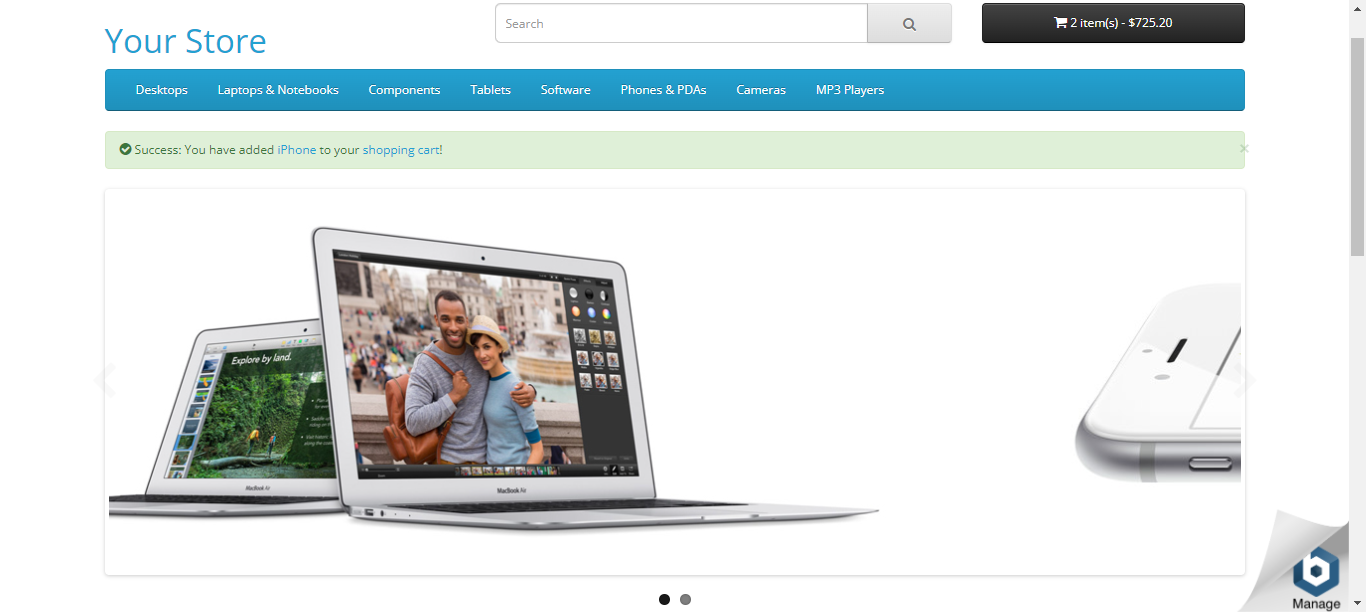 Search
2 item(s) - $725.20
Your Store
Desktops Laptops & Notebooks Components Tablets Software Phones & PDAs Cameras MP3 Players
Success: You have added iPhone to your shopping cart!
×
Explore by land.
MacBook Air
MacBook Air
b
Manage